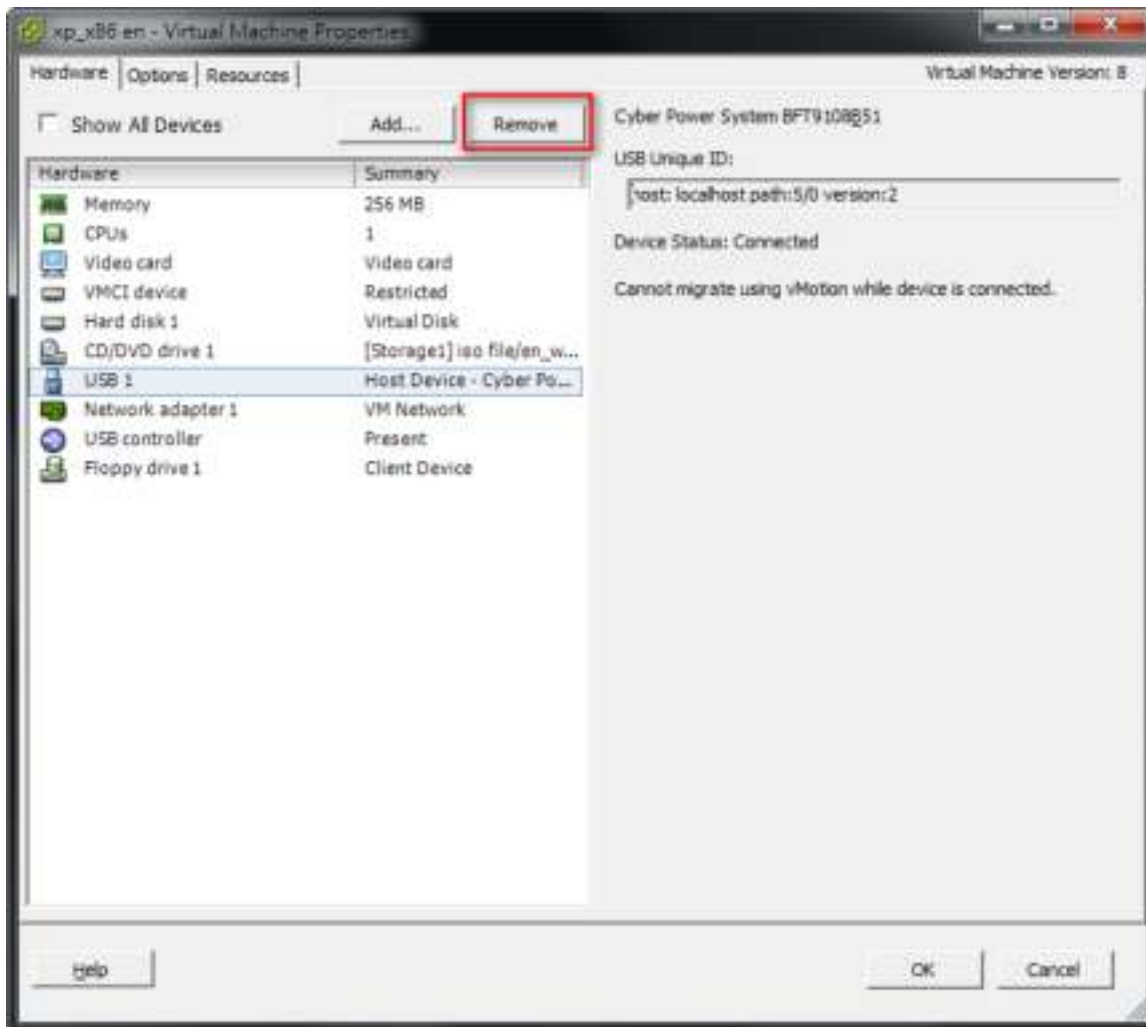 xp_x86 en - Virtual Machine Properties
Hardware Options Resources Virtual Machine Version: 8
Show All Devices Add... Remove
Hardware Summary
Memory 256 MB
CPUs 1
Video card Video card
VMCI device Restricted
Hard disk 1 Virtual Disk
CD/DVD drive 1 [Storage1] iso file/en_w...
USB 1 Host Device - Cyber Po...
Network adapter 1 VM Network
USB controller Present
Floppy drive 1 Client Device
Cyber Power System
USB Unique ID:
host: localhost path:5/0 version:2
Device Status: Connected
Cannot migrate using vMotion while device is connected.
Help OK Cancel